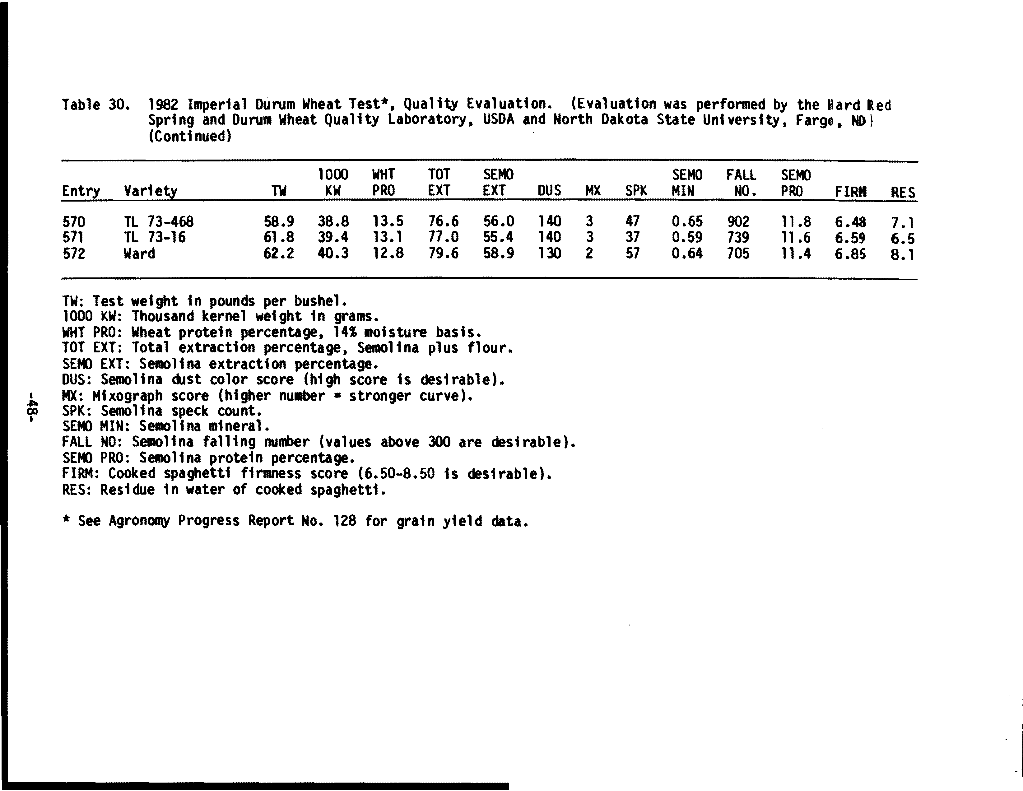 Table 30. 1982 Imperial Durum Wheat Test*, Quality Evaluation. (Evaluation was performed by the Hard Red
Spring and Durum Wheat Quality Laboratory, USDA and North Dakota State University, Fargo, ND)
(Continued)
1000 WHT TOT SEMO SEMO FALL SEMO
Entry Variety TW KW PRO EXT EXT DUS MX SPK MIN NO. PRO FIRM RES
570 TL 73-468 58.9 38.8 13.5 76.6 56.0 140 3 47 0.65 902 11.8 6.48 7.1
571 TL 73-16 61.8 39.4 13.1 77.0 55.4 140 3 37 0.59 739 11.6 6.59 6.5
572 Ward 62.2 40.3 12.8 79.6 58.9 130 2 57 0.64 705 11.4 6.85 8.1
TW: Test weight in pounds per bushel.
1000 KW: Thousand kernel weight in grams.
WHT PRO: Wheat protein percentage, 14% moisture basis.
TOT EXT: Total extraction percentage, Semolina plus flour.
SEMO EXT: Semolina extraction percentage.
DUS: Semolina dust color score (high score is desirable).
MX: Mixograph score (higher number = stronger curve).
SPK: Semolina speck count.
SEMO MIN: Semolina mineral.
FALL NO: Semolina falling number (values above 300 are desirable).
SEMO PRO: Semolina protein percentage.
FIRM: Cooked spaghetti firmness score (6.50-8.50 is desirable).
RES: Residue in water of cooked spaghetti.
* See Agronomy Progress Report No. 128 for grain yield data.
-48-